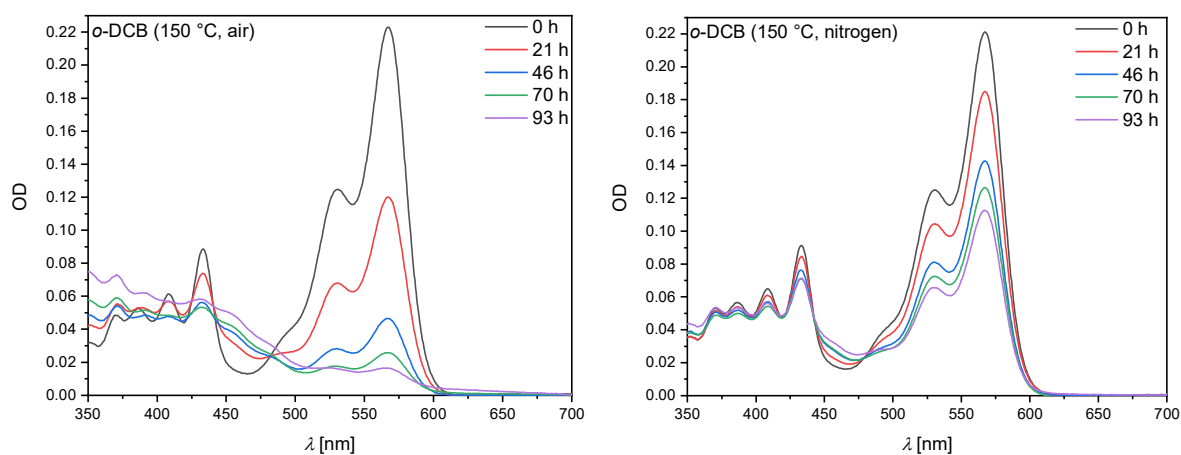 o-DCB (150 °C, air)
0 h
21 h
46 h
70 h
93 h
0.22
0.20
0.18
0.16
0.14
0.12
0.10
0.08
0.06
0.04
0.02
0.00
OD
350 400 450 500 550 600 650 700
λ [nm]
o-DCB (150 °C, nitrogen)
0 h
21 h
46 h
70 h
93 h
0.22
0.20
0.18
0.16
0.14
0.12
0.10
0.08
0.06
0.04
0.02
0.00
OD
350 400 450 500 550 600 650 700
λ [nm]